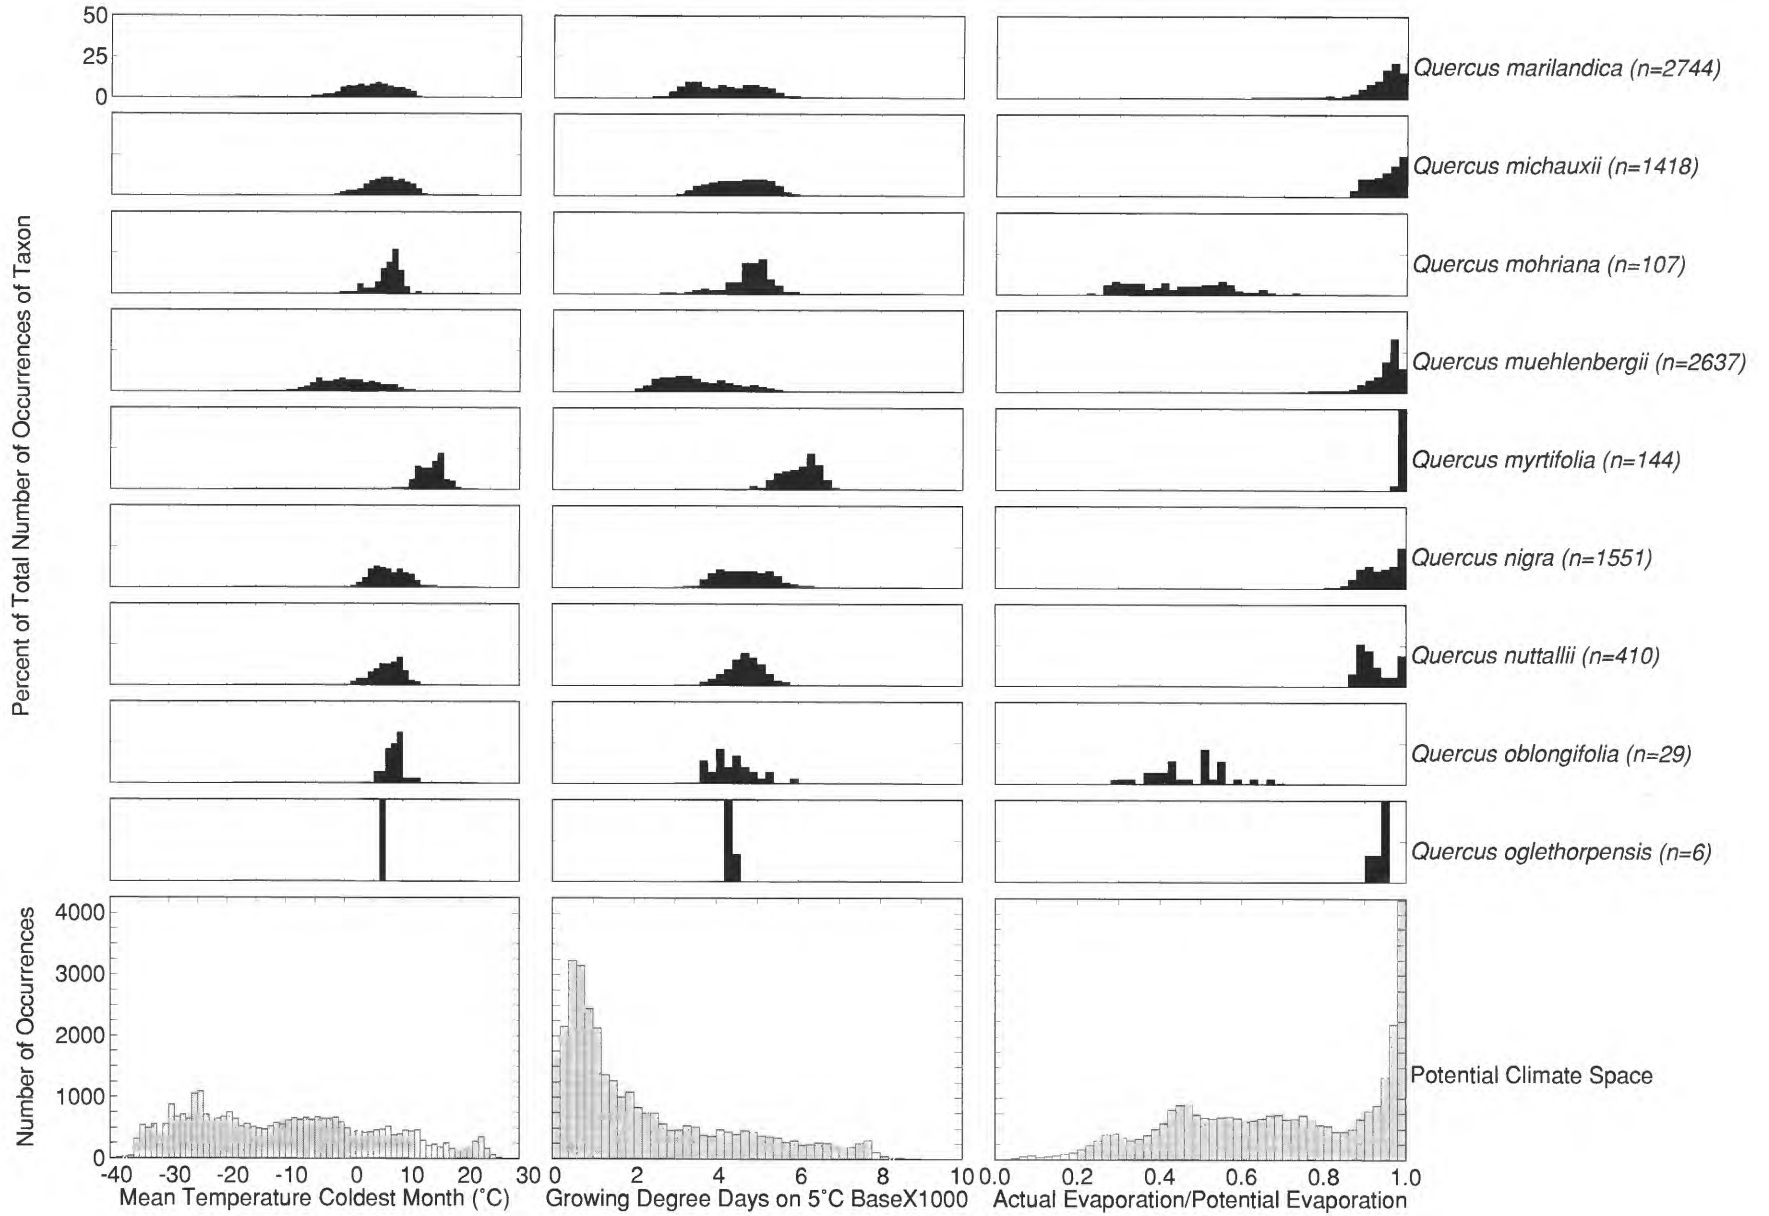 50
25
0
Quercus marilandica (n=2744)
Quercus michauxii (n=1418)
Quercus mohriana (n=107)
Quercus muehlenbergii (n=2637)
Quercus myrtifolia (n=144)
Quercus nigra (n=1551)
Quercus nuttallii (n=410)
Quercus oblongifolia (n=29)
Quercus oglethorpensis (n=6)
Percent of Total Number of Occurrences of Taxon
Number of Occurrences
4000
3000
2000
1000
0
Potential Climate Space
-40 -30 -20 -10 0 10 20 30
Mean Temperature Coldest Month (°C)
0 2 4 6 8 10
Growing Degree Days on 5°C BaseX1000
0.0 0.2 0.4 0.6 0.8 1.0
Actual Evaporation/Potential Evaporation